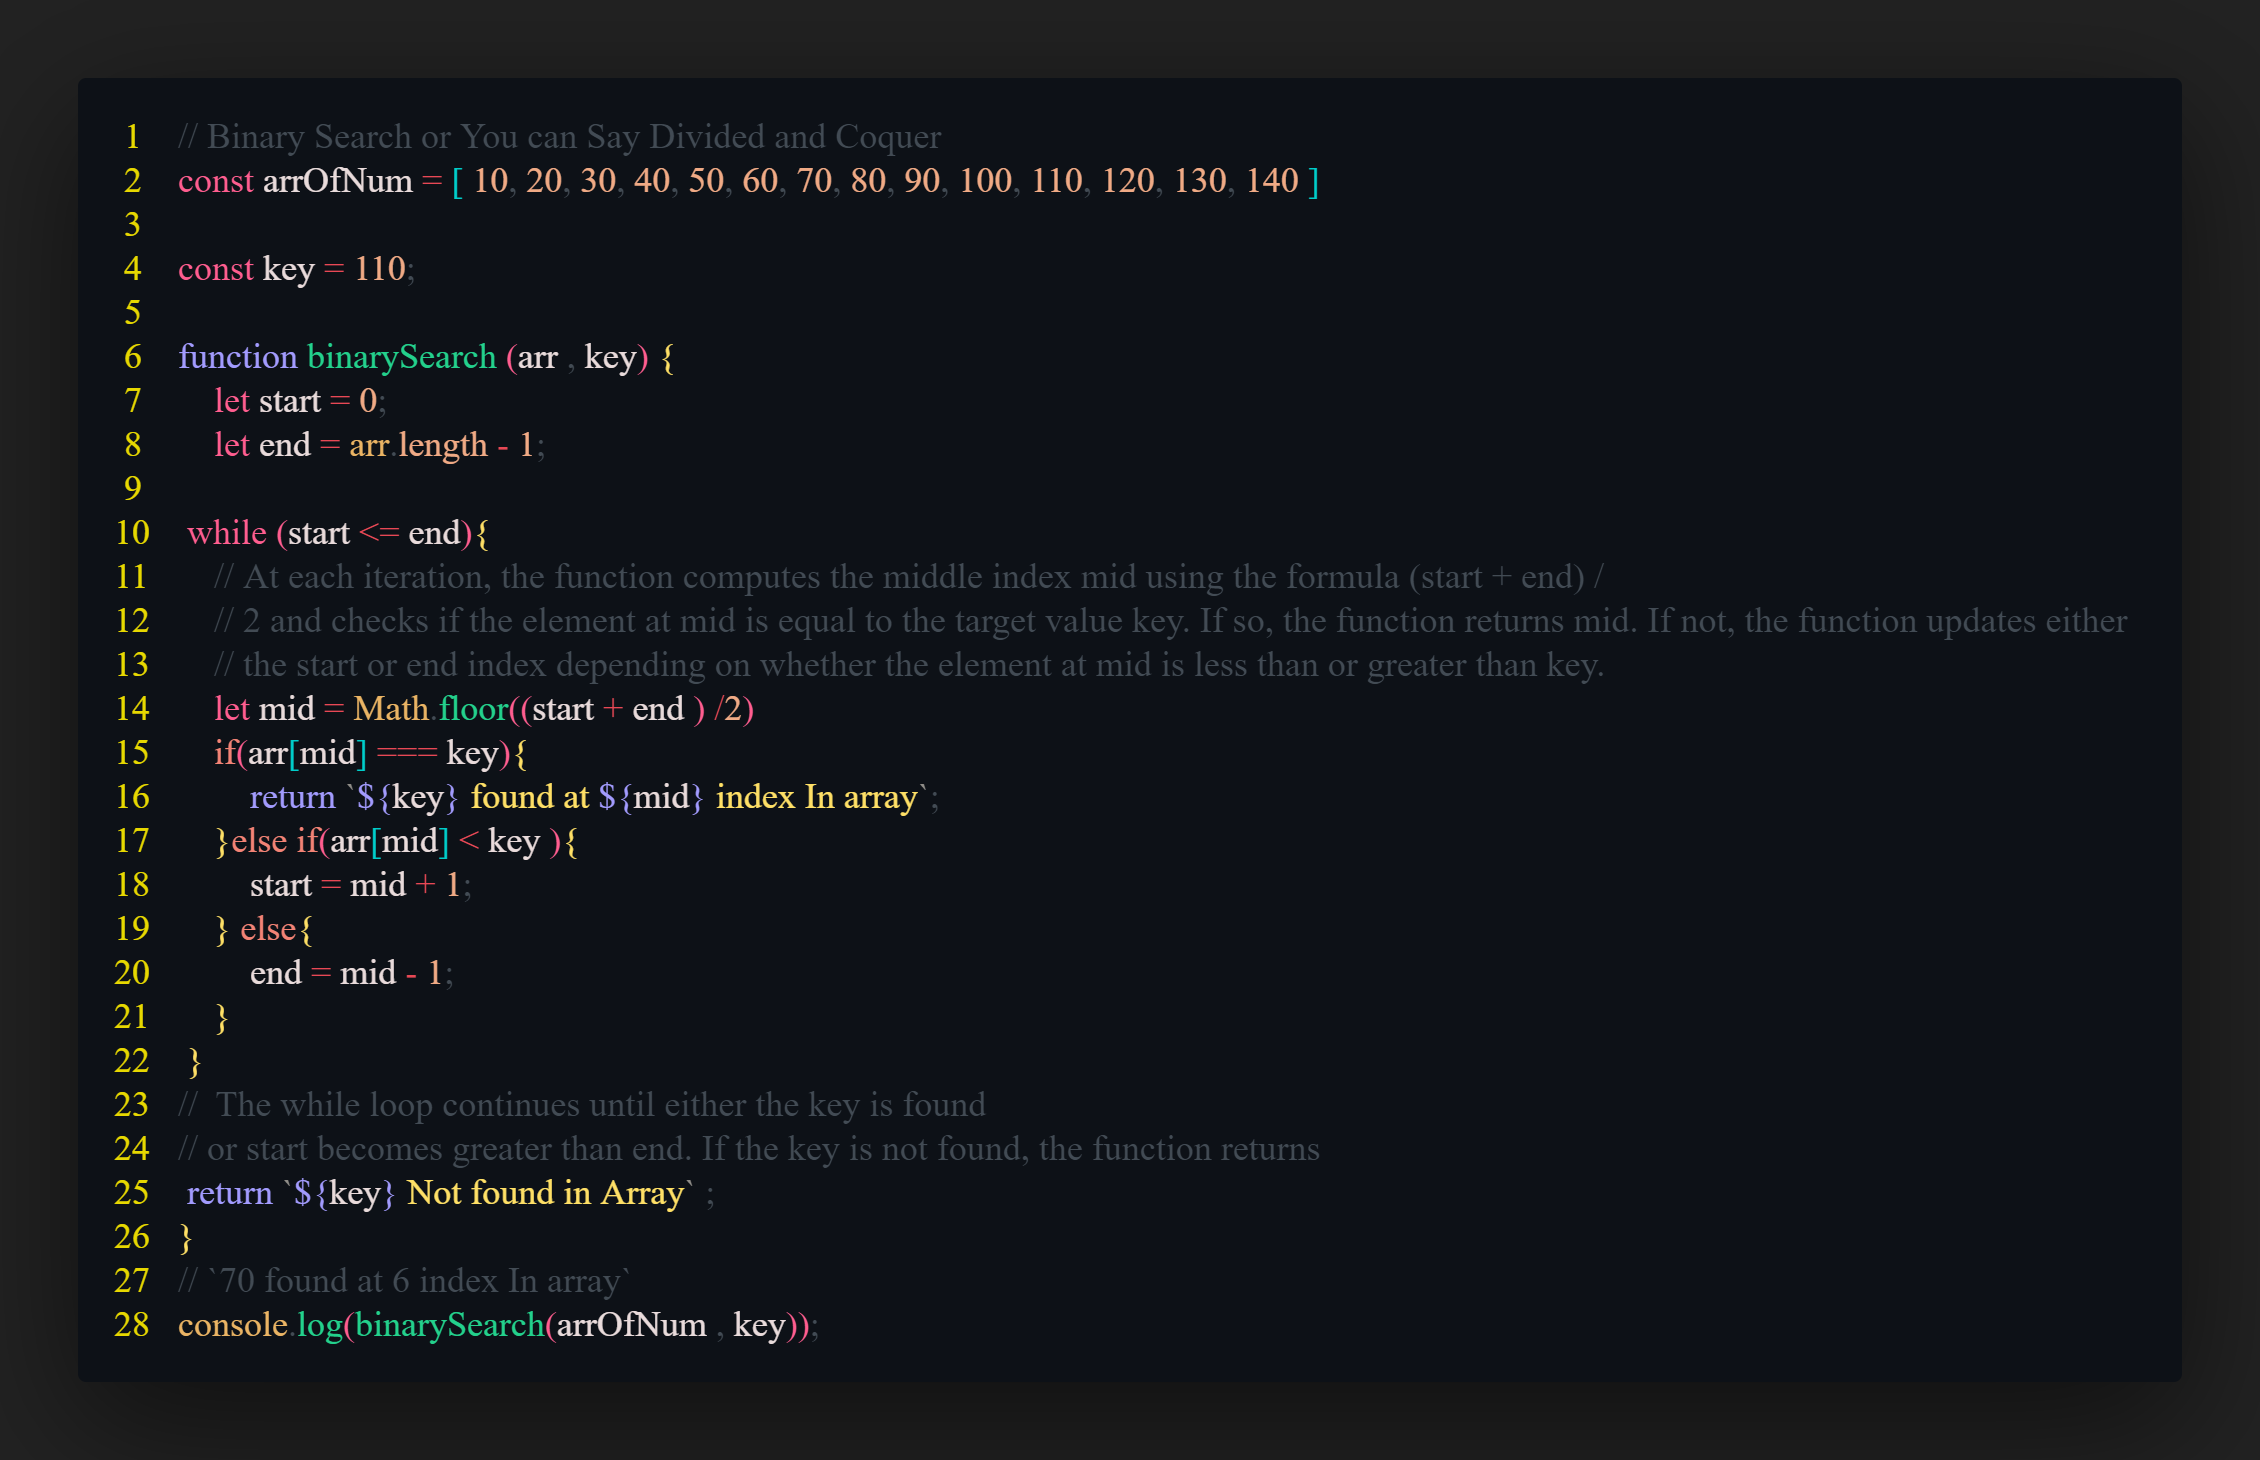 1 // Binary Search or You can Say Divided and Coquer
2 const arrOfNum = [ 10, 20, 30, 40, 50, 60, 70, 80, 90, 100, 110, 120, 130, 140 ]
3
4 const key = 110;
5
6 function binarySearch (arr , key) {
7     let start = 0;
8     let end = arr.length - 1;
9
10  while (start <= end){
11     // At each iteration, the function computes the middle index mid using the formula (start + end) /
12     // 2 and checks if the element at mid is equal to the target value key. If so, the function returns mid. If not, the function updates either
13     // the start or end index depending on whether the element at mid is less than or greater than key.
14     let mid = Math.floor((start + end ) /2)
15     if(arr[mid] === key){
16         return `${key} found at ${mid} index In array`;
17     }else if(arr[mid] < key ){
18         start = mid + 1;
19     } else{
20         end = mid - 1;
21     }
22  }
23 //  The while loop continues until either the key is found
24 // or start becomes greater than end. If the key is not found, the function returns
25  return `${key} Not found in Array` ;
26 }
27 // `70 found at 6 index In array`
28 console.log(binarySearch(arrOfNum , key));